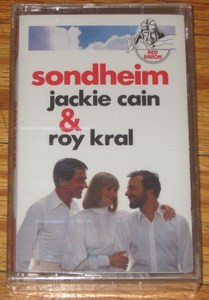 RED
BARON
sondheim
jackie cain
&
roy kral